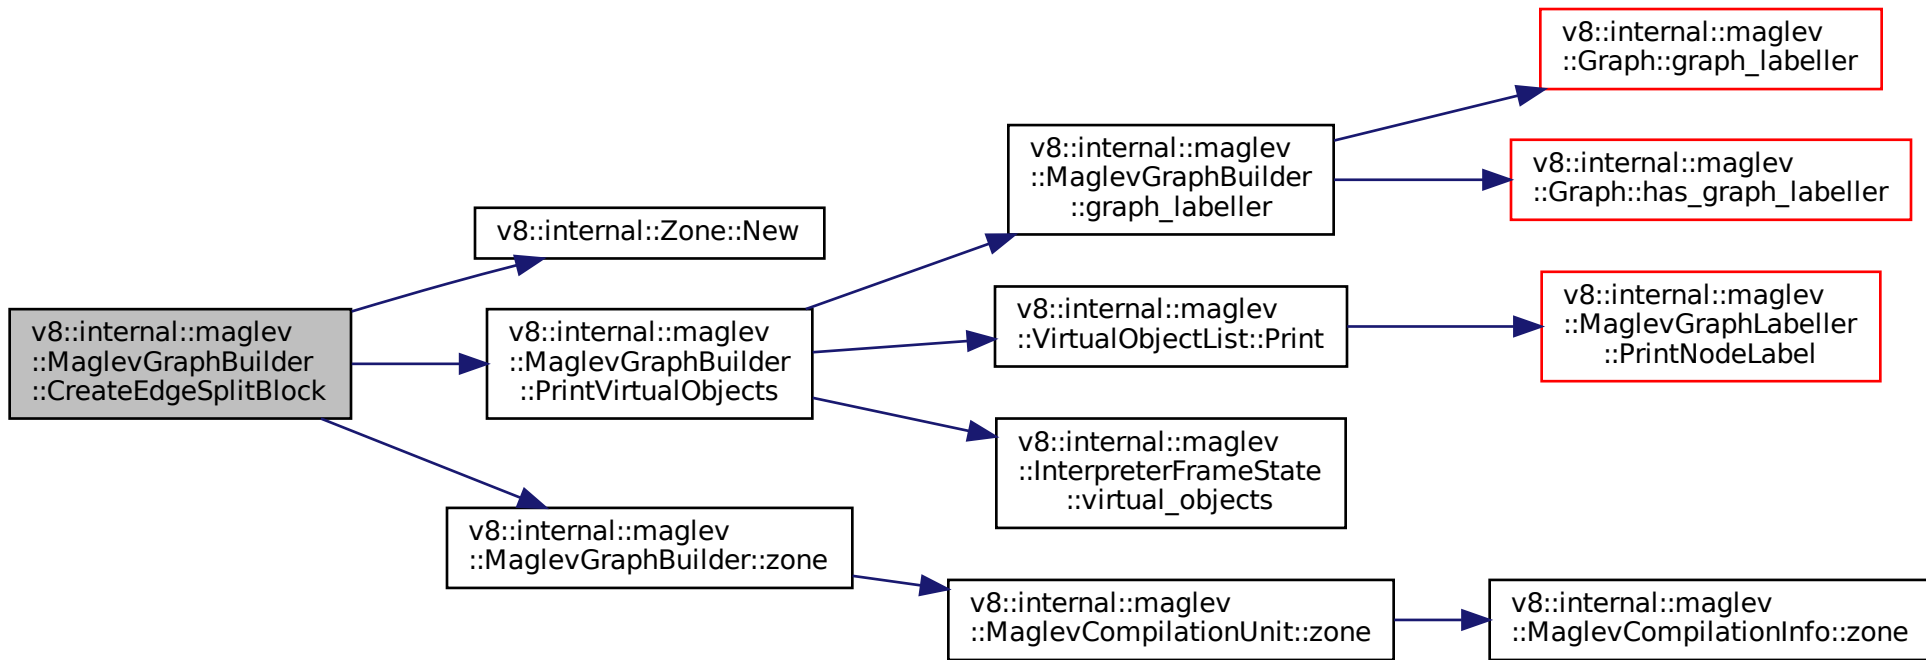 v8::internal::maglev
::MaglevGraphBuilder
::CreateEdgeSplitBlock
v8::internal::Zone::New
v8::internal::maglev
::MaglevGraphBuilder
::PrintVirtualObjects
v8::internal::maglev
::MaglevGraphBuilder::zone
v8::internal::maglev
::MaglevGraphBuilder
::graph_labeller
v8::internal::maglev
::VirtualObjectList::Print
v8::internal::maglev
::InterpreterFrameState
::virtual_objects
v8::internal::maglev
::MaglevCompilationUnit::zone
v8::internal::maglev
::Graph::graph_labeller
v8::internal::maglev
::Graph::has_graph_labeller
v8::internal::maglev
::MaglevGraphLabeller
::PrintNodeLabel
v8::internal::maglev
::MaglevCompilationInfo::zone